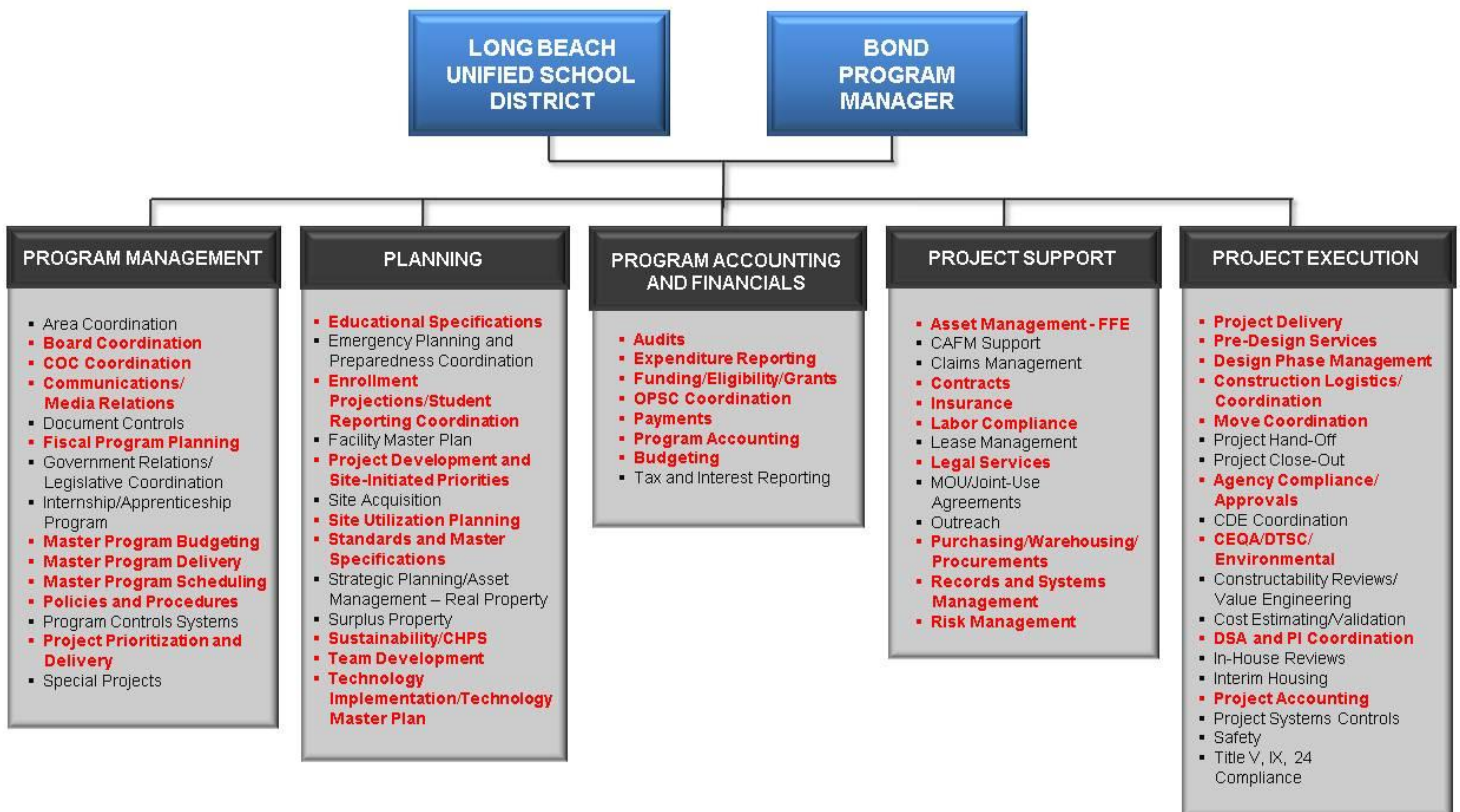 LONG BEACH
UNIFIED SCHOOL
DISTRICT
BOND
PROGRAM
MANAGER
PROGRAM MANAGEMENT
▪ Area Coordination
▪ Board Coordination
▪ COC Coordination
▪ Communications/
Media Relations
▪ Document Controls
▪ Fiscal Program Planning
▪ Government Relations/
Legislative Coordination
▪ Internship/Apprenticeship
Program
▪ Master Program Budgeting
▪ Master Program Delivery
▪ Master Program Scheduling
▪ Policies and Procedures
▪ Program Controls Systems
▪ Project Prioritization and
Delivery
▪ Special Projects
PLANNING
▪ Educational Specifications
▪ Emergency Planning and
Preparedness Coordination
▪ Enrollment
Projections/Student
Reporting Coordination
▪ Facility Master Plan
▪ Project Development and
Site-Initiated Priorities
▪ Site Acquisition
▪ Site Utilization Planning
▪ Standards and Master
Specifications
▪ Strategic Planning/Asset
Management – Real Property
▪ Surplus Property
▪ Sustainability/CHPS
▪ Team Development
▪ Technology
Implementation/Technology
Master Plan
PROGRAM ACCOUNTING
AND FINANCIALS
▪ Audits
▪ Expenditure Reporting
▪ Funding/Eligibility/Grants
▪ OPSC Coordination
▪ Payments
▪ Program Accounting
▪ Budgeting
▪ Tax and Interest Reporting
PROJECT SUPPORT
▪ Asset Management - FFE
▪ CAFM Support
▪ Claims Management
▪ Contracts
▪ Insurance
▪ Labor Compliance
▪ Lease Management
▪ Legal Services
▪ MOU/Joint-Use
Agreements
▪ Outreach
▪ Purchasing/Warehousing/
Procurements
▪ Records and Systems
Management
▪ Risk Management
PROJECT EXECUTION
▪ Project Delivery
▪ Pre-Design Services
▪ Design Phase Management
▪ Construction Logistics/
Coordination
▪ Move Coordination
▪ Project Hand-Off
▪ Project Close-Out
▪ Agency Compliance/
Approvals
▪ CDE Coordination
▪ CEQA/DTSC/
Environmental
▪ Constructability Reviews/
Value Engineering
▪ Cost Estimating/Validation
▪ DSA and PI Coordination
▪ In-House Reviews
▪ Interim Housing
▪ Project Accounting
▪ Project Systems Controls
▪ Safety
▪ Title V, IX, 24
Compliance